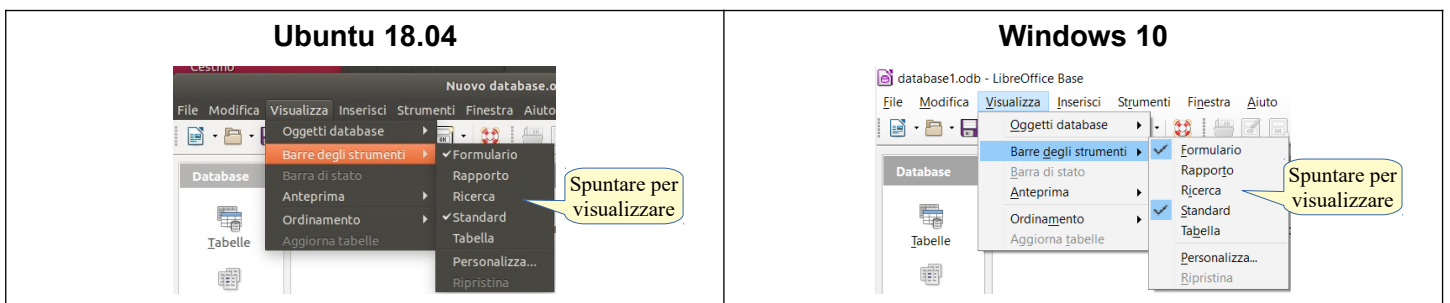 Ubuntu 18.04
Cestino
Nuovo database.o
File Modifica Visualizza Inserisci Strumenti Finestra Aiuto
Oggetti database
Barre degli strumenti
Barra di stato
Anteprima
Ordinamento
Aggiorna tabelle
Formulario
Rapporto
Ricerca
Standard
Tabella
Personalizza...
Ripristina
Database
Tabelle
Spuntare per
visualizzare
Windows 10
database1.odb - LibreOffice Base
File Modifica Visualizza Inserisci Strumenti Finestra Aiuto
Oggetti database
Barre degli strumenti
Barra di stato
Anteprima
Ordinamento
Aggiorna tabelle
Formulario
Rapporto
Ricerca
Standard
Tabella
Personalizza...
Ripristina
Database
Tabelle
Spuntare per
visualizzare